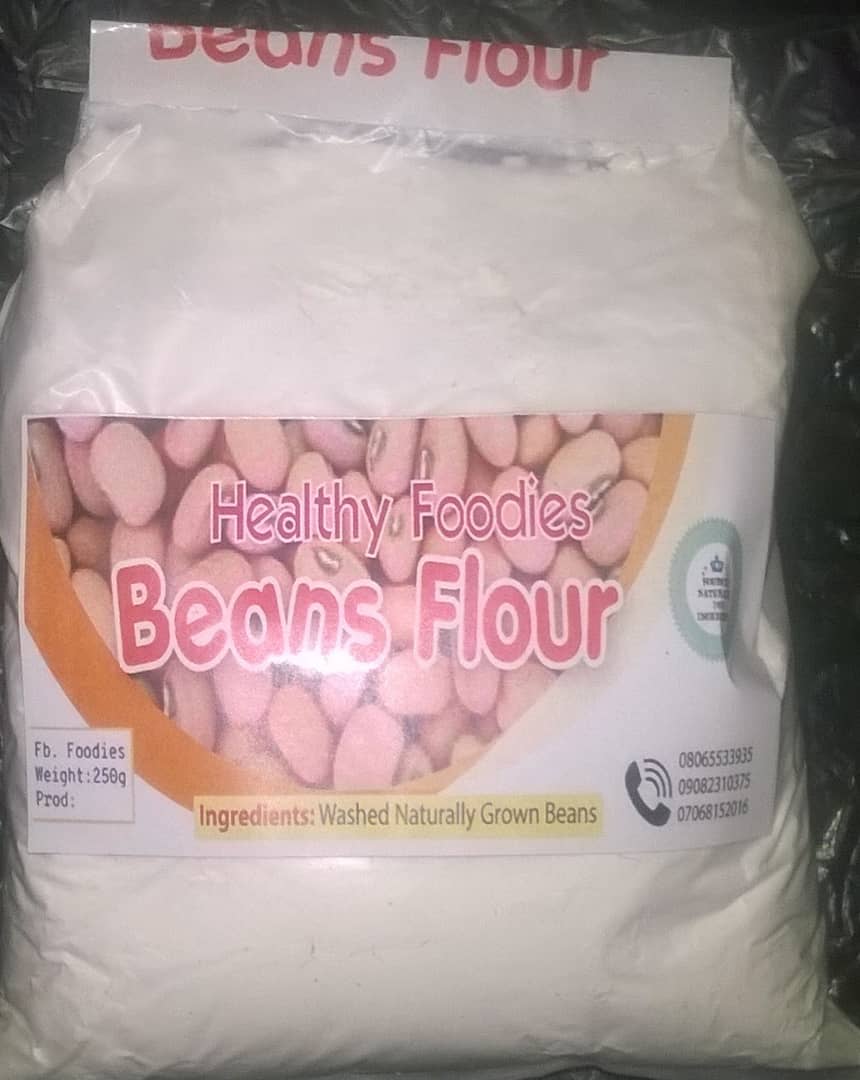 Beans Flour
Healthy Foodies
Beans Flour
Fb. Foodies
Weight:250g
Prod:
Ingredients: Washed Naturally Grown Beans
08065533935
09082310375
07068152016